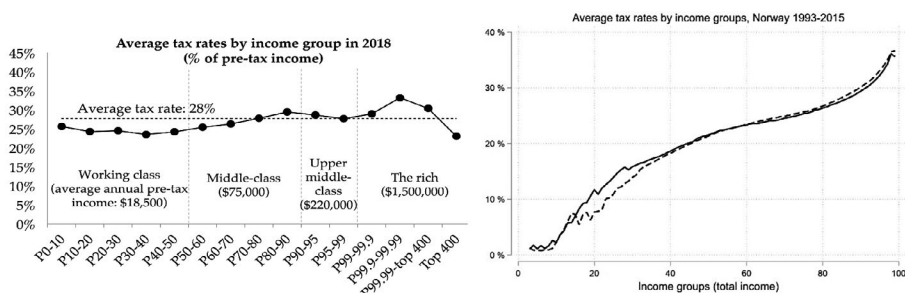 Average tax rates by income group in 2018
(% of pre-tax income)
45%
40%
35%
30%
25%
20%
15%
10%
5%
0%
Average tax rate: 28%
Working class
(average annual pre-tax
income: $18,500)
Middle-class
($75,000)
Upper
middle-
class
($220,000)
The rich
($1,500,000)
P0-10
P10-20
P20-30
P30-40
P40-50
P50-60
P60-70
P70-80
P80-90
P90-95
P95-99
P99-99.9
P99.9-99.99
P99.99-top 400
Top 400
Average tax rates by income groups, Norway 1993-2015
40 %
30 %
20 %
10 %
0 %
0
20
40
60
80
100
Income groups (total income)